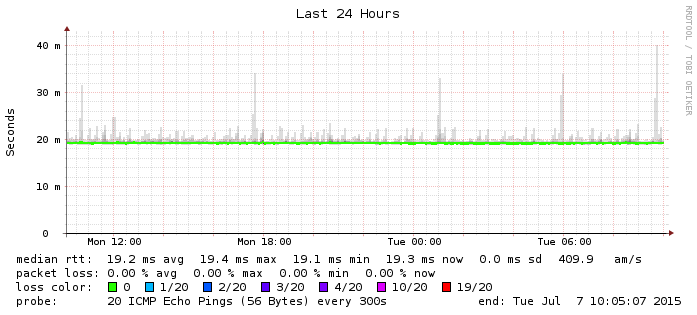 Last 24 Hours
RRDTOOL / TOBI OETIKER
Seconds
40 m
30 m
20 m
10 m
0
Mon 12:00 Mon 18:00 Tue 00:00 Tue 06:00
median rtt: 19.2 ms avg 19.4 ms max 19.1 ms min 19.3 ms now 0.0 ms sd 409.9 am/s
packet loss: 0.00 % avg 0.00 % max 0.00 % min 0.00 % now
loss color: 0 1/20 2/20 3/20 4/20 10/20 19/20
probe: 20 ICMP Echo Pings (56 Bytes) every 300s end: Tue Jul 7 10:05:07 2015